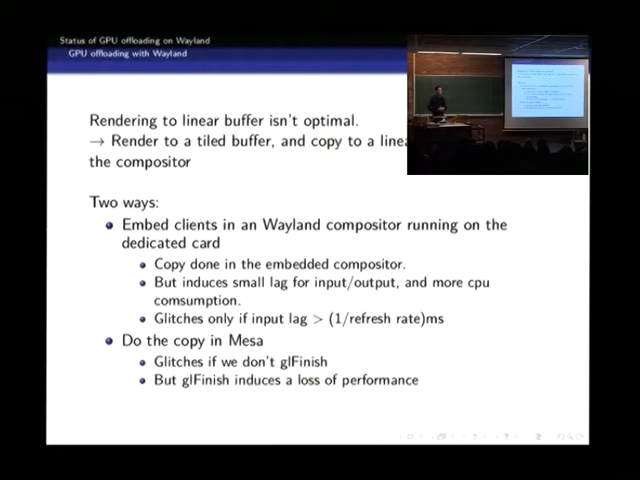 Status of GPU offloading on Wayland
GPU offloading with Wayland
Rendering to linear buffer isn't optimal.
→ Render to a tiled buffer, and copy to a
the compositor
Two ways:
Embed clients in an Wayland compositor running on the
dedicated card
Copy done in the embedded compositor.
But induces small lag for input/output, and more cpu
comsumption.
Glitches only if input lag > (1/refresh rate)ms
Do the copy in Mesa
Glitches if we don't glFinish
But glFinish induces a loss of performance